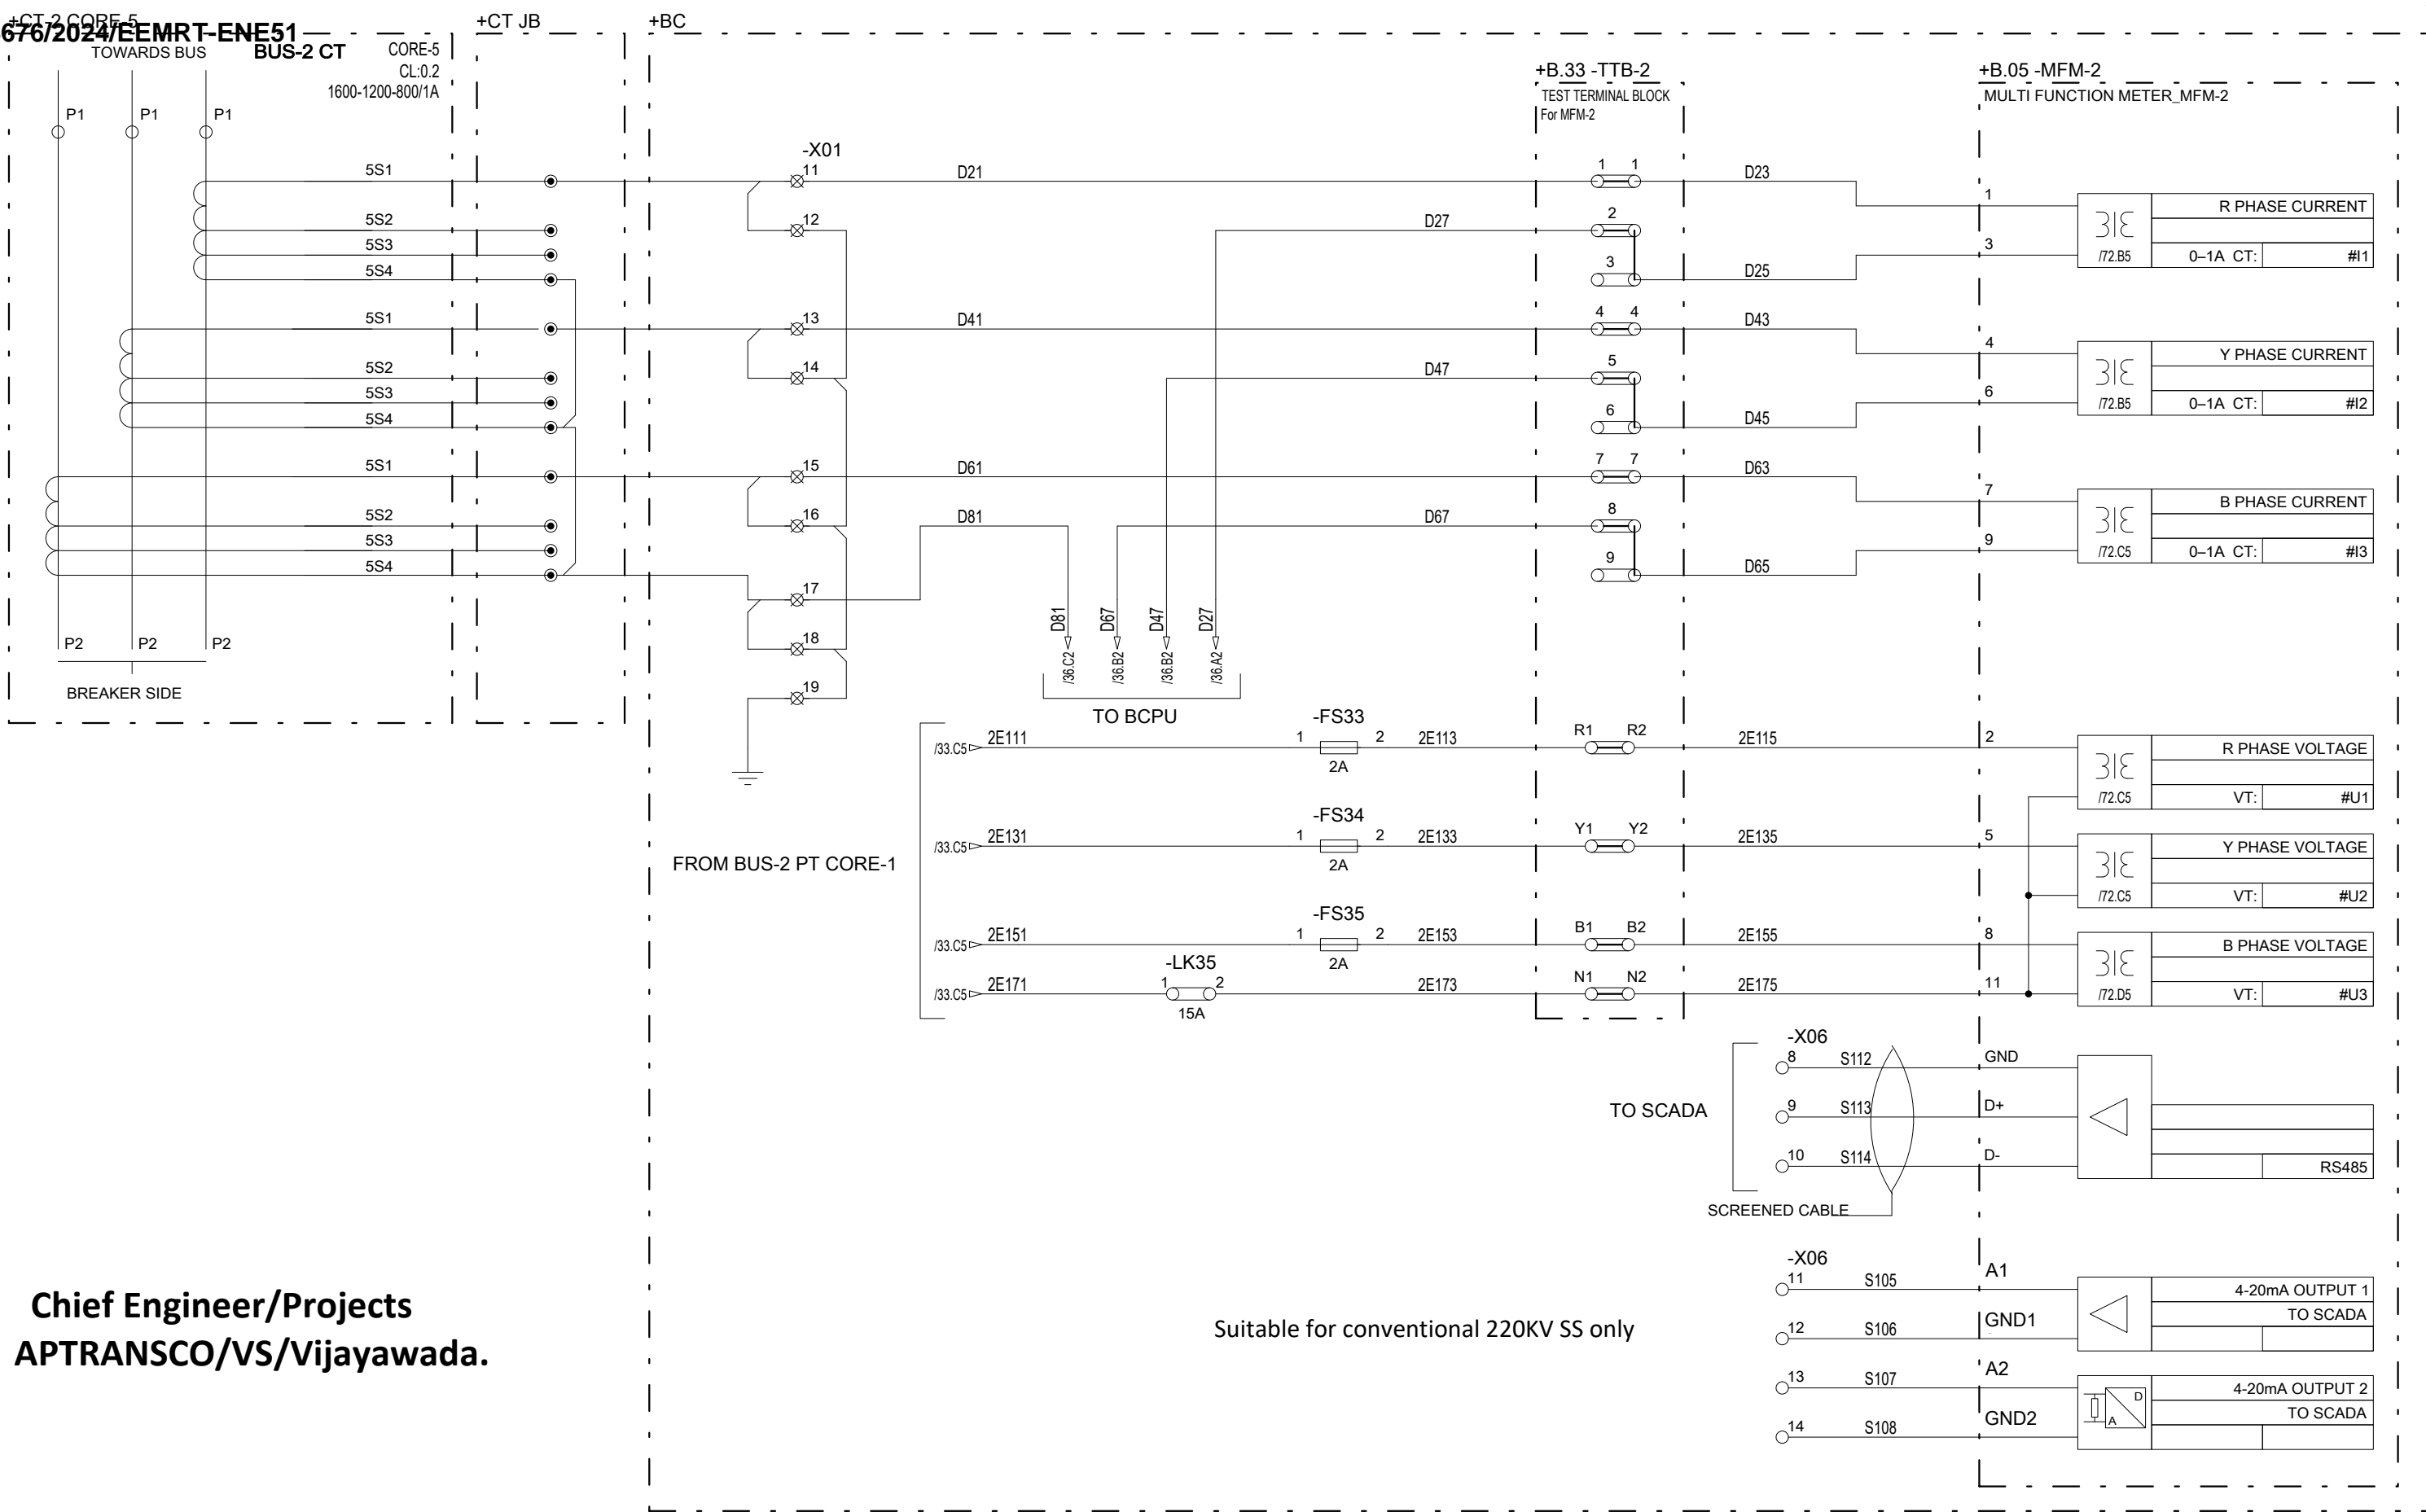 +CT-2 CORE-5
676/2024/EEMRT-ENE51
TOWARDS BUS
BUS-2 CT
CORE-5
CL:0.2
1600-1200-800/1A
P1
P1
P1
5S1
5S2
5S3
5S4
5S1
5S2
5S3
5S4
5S1
5S2
5S3
5S4
P2
P2
P2
BREAKER SIDE
+CT JB
+BC
-X01
11
12
13
14
15
16
17
18
19
D21
D27
D41
D47
D61
D81
D67
D81
D67
D47
D27
/36.C2
/36.B2
/36.B2
/36.A2
TO BCPU
+B.33 -TTB-2
TEST TERMINAL BLOCK
For MFM-2
1 1
2
3
4 4
5
6
7 7
8
9
D23
D25
D43
D45
D63
D65
+B.05 -MFM-2
MULTI FUNCTION METER_MFM-2
1
R PHASE CURRENT
3
/72.B5
0–1A CT:
#I1
4
Y PHASE CURRENT
6
/72.B5
0–1A CT:
#I2
7
B PHASE CURRENT
9
/72.C5
0–1A CT:
#I3
FROM BUS-2 PT CORE-1
/33.C5
2E111
-FS33
1 2
2A
2E113
R1 R2
2E115
2
R PHASE VOLTAGE
/72.C5
VT:
#U1
/33.C5
2E131
-FS34
1 2
2A
2E133
Y1 Y2
2E135
5
Y PHASE VOLTAGE
/72.C5
VT:
#U2
/33.C5
2E151
-FS35
1 2
2A
2E153
B1 B2
2E155
8
B PHASE VOLTAGE
/33.C5
2E171
-LK35
1 2
15A
2E173
N1 N2
2E175
11
/72.D5
VT:
#U3
TO SCADA
-X06
8
S112
GND
9
S113
D+
10
S114
D-
RS485
SCREENED CABLE
-X06
11
S105
A1
4-20mA OUTPUT 1
TO SCADA
12
S106
GND1
13
S107
A2
4-20mA OUTPUT 2
TO SCADA
D
A
14
S108
GND2
Chief Engineer/Projects
APTRANSCO/VS/Vijayawada.
Suitable for conventional 220KV SS only